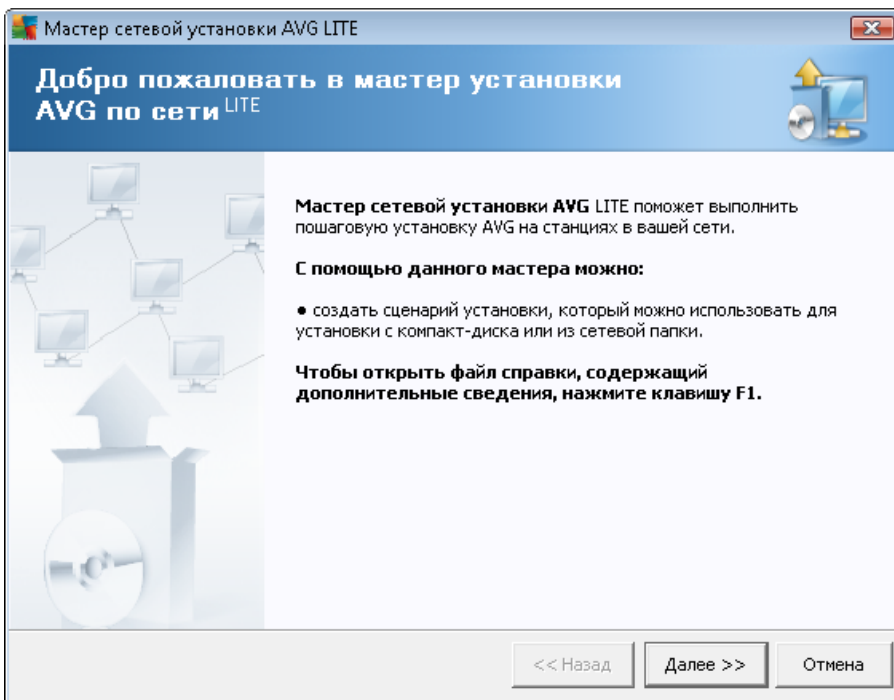 Мастер сетевой установки AVG LITE
Добро пожаловать в мастер установки
AVG по сети LITE
Мастер сетевой установки AVG LITE поможет выполнить
пошаговую установку AVG на станциях в вашей сети.
С помощью данного мастера можно:
● создать сценарий установки, который можно использовать для
установки с компакт-диска или из сетевой папки.
Чтобы открыть файл справки, содержащий
дополнительные сведения, нажмите клавишу F1.
<< Назад
Далее >>
Отмена